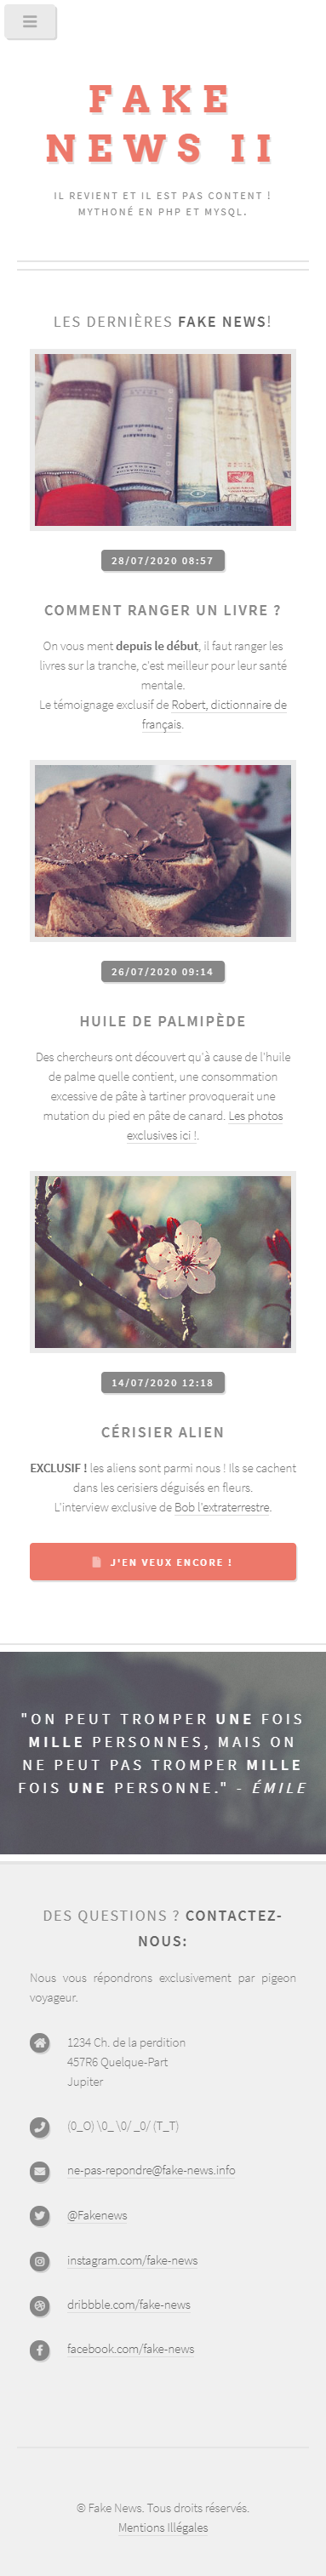 FAKE
NEWS II
IL REVIENT ET IL EST PAS CONTENT !
MYTHONÉ EN PHP ET MYSQL.
LES DERNIÈRES FAKE NEWS!
28/07/2020 08:57
COMMENT RANGER UN LIVRE ?
On vous ment depuis le début, il faut ranger les
livres sur la tranche, c'est meilleur pour leur santé
mentale.
Le témoignage exclusif de Robert, dictionnaire de
français.
26/07/2020 09:14
HUILE DE PALMIPÈDE
Des chercheurs ont découvert qu'à cause de l'huile
de palme quelle contient, une consommation
excessive de pâte à tartiner provoquerait une
mutation du pied en pâte de canard. Les photos
exclusives ici !.
14/07/2020 12:18
CÉRISIER ALIEN
EXCLUSIF ! les aliens sont parmi nous ! Ils se cachent
dans les cerisiers déguisés en fleurs.
L'interview exclusive de Bob l'extraterrestre.
J'EN VEUX ENCORE !
"ON PEUT TROMPER UNE FOIS
MILLE PERSONNES, MAIS ON
NE PEUT PAS TROMPER MILLE
FOIS UNE PERSONNE." - ÉMILE
DES QUESTIONS ? CONTACTEZ-
NOUS:
Nous vous répondrons exclusivement par pigeon
voyageur.
1234 Ch. de la perdition
457R6 Quelque-Part
Jupiter
(0_O) \0_ \0/ _0/ (T_T)
ne-pas-repondre@fake-news.info
@Fakenews
instagram.com/fake-news
dribbble.com/fake-news
facebook.com/fake-news
© Fake News. Tous droits réservés.
Mentions Illégales